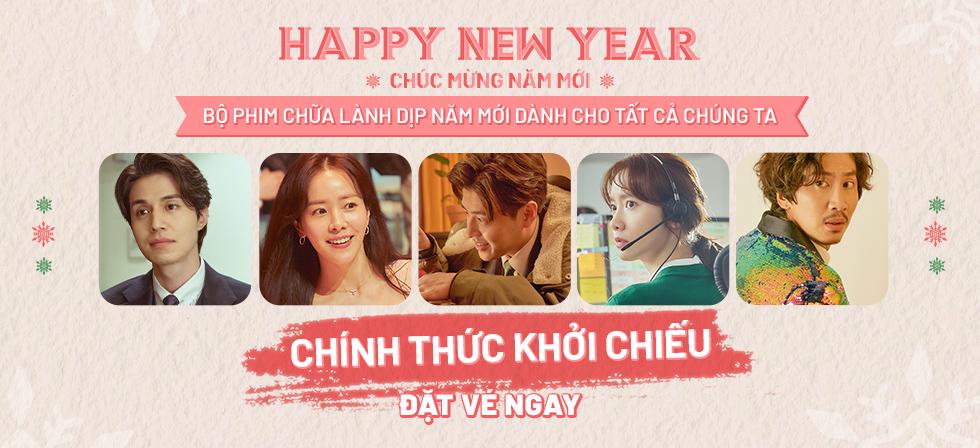 HAPPY NEW YEAR
CHÚC MỪNG NĂM MỚI
BỘ PHIM CHỮA LÀNH DỊP NĂM MỚI DÀNH CHO TẤT CẢ CHÚNG TA
CHÍNH THỨC KHỞI CHIẾU
ĐẶT VÉ NGAY